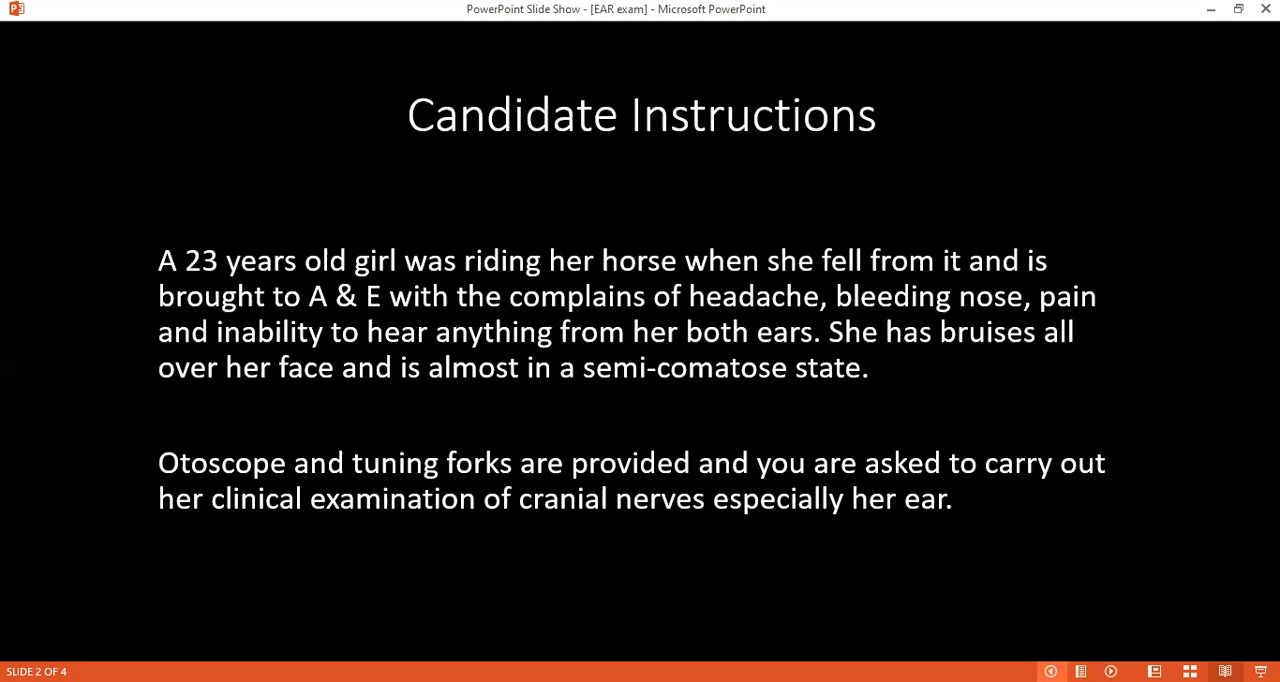 PowerPoint Slide Show - [EAR exam] - Microsoft PowerPoint
Candidate Instructions
A 23 years old girl was riding her horse when she fell from it and is
brought to A & E with the complains of headache, bleeding nose, pain
and inability to hear anything from her both ears. She has bruises all
over her face and is almost in a semi-comatose state.
Otoscope and tuning forks are provided and you are asked to carry out
her clinical examination of cranial nerves especially her ear.
SLIDE 2 OF 4